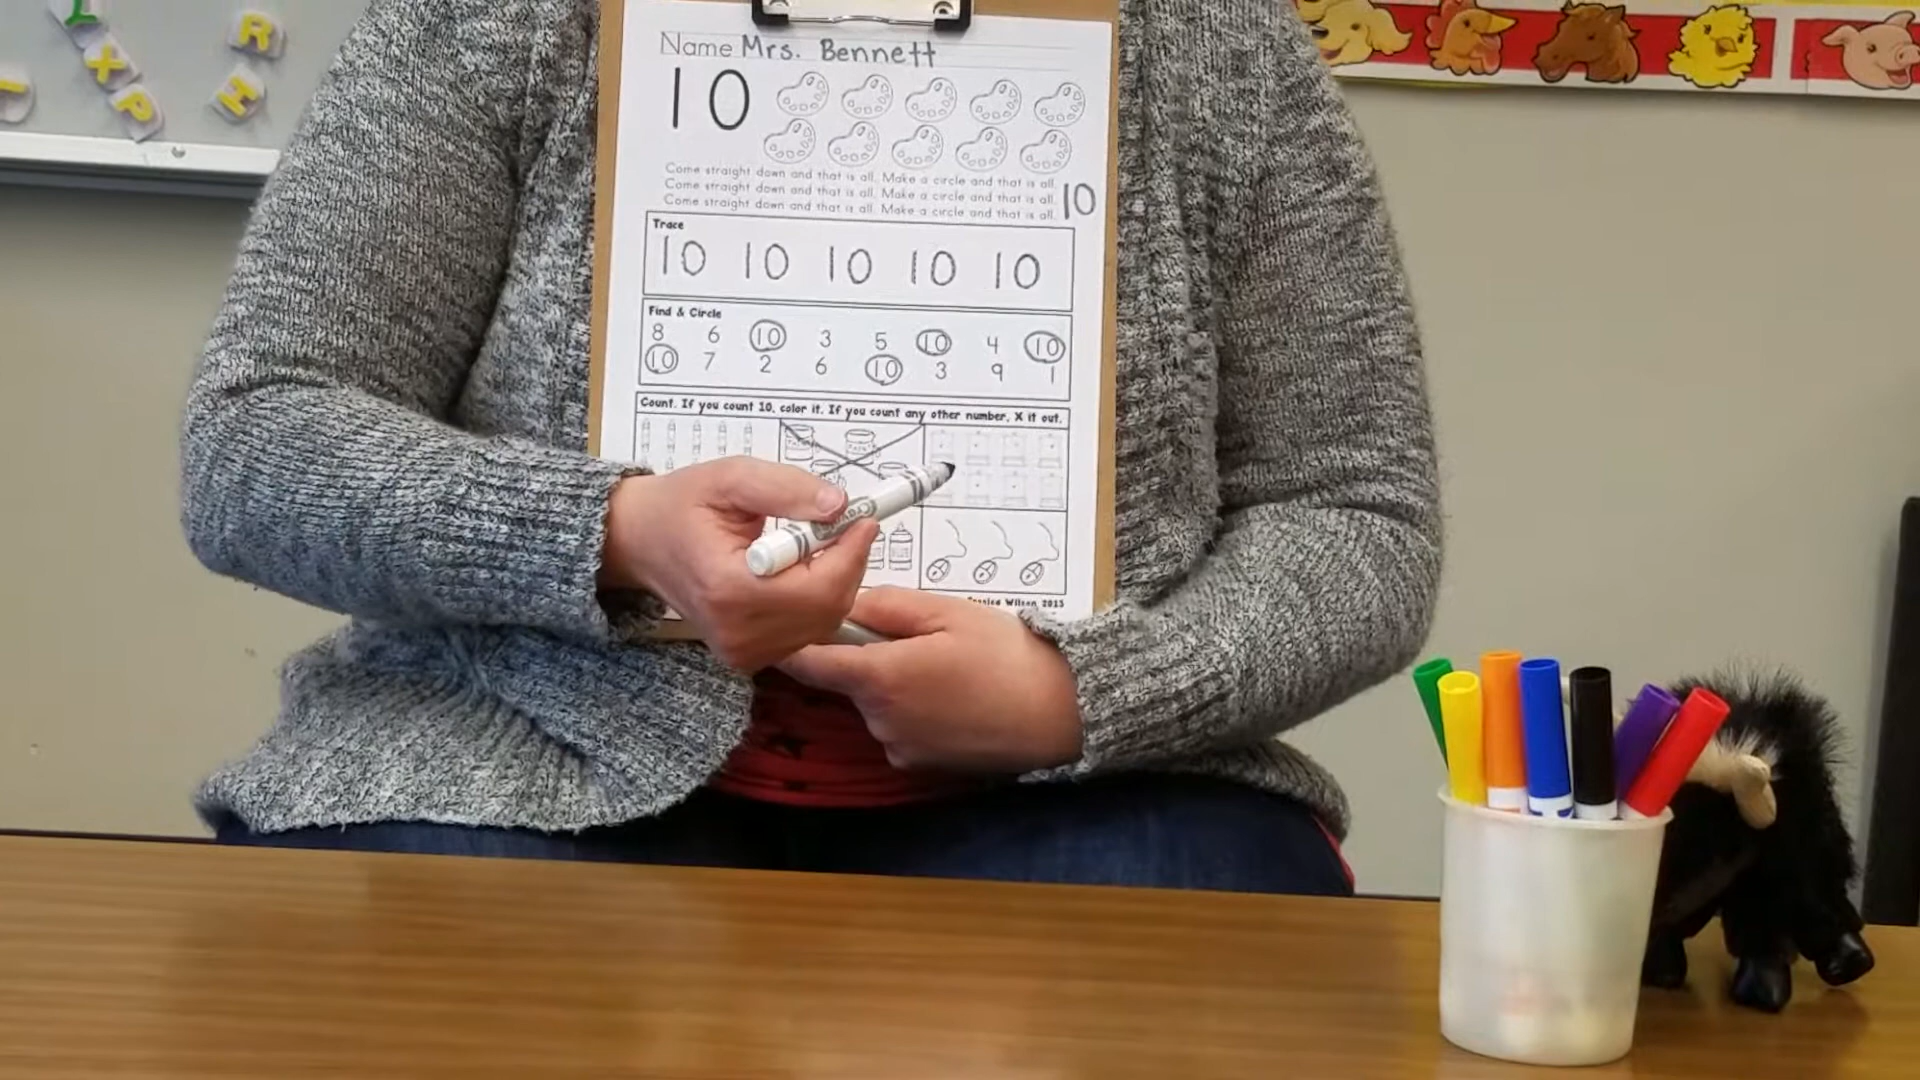 L
X
P
R
H
Name Mrs. Bennett
10
Come straight down and that is all. Make a circle and that is all.
Come straight down and that is all. Make a circle and that is all.
Come straight down and that is all. Make a circle and that is all.
10
Trace
10 10 10 10 10
Find & Circle
8 6 10 3 5 10 4 10
10 7 2 6 10 3 9 1
Count. If you count 10, color it. If you count any other number, X it out.
GLUE
Wilson 2013